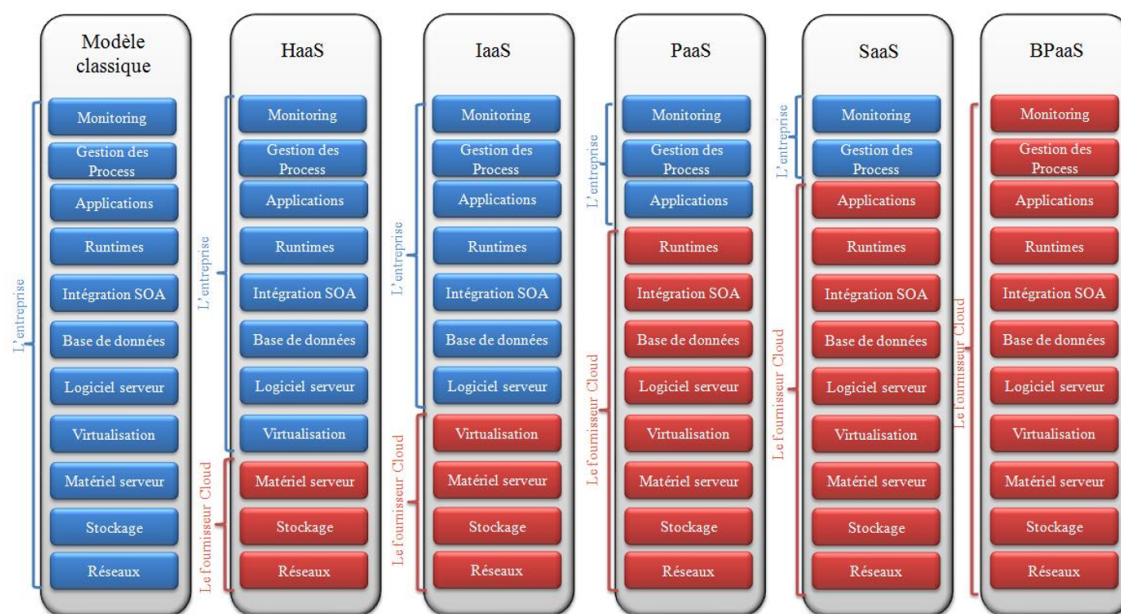 Modèle
classique
L'entreprise
Monitoring
Gestion des
Process
Applications
Runtimes
Intégration SOA
Base de données
Logiciel serveur
Virtualisation
Matériel serveur
Stockage
Réseaux
HaaS
L'entreprise
Le fournisseur Cloud
Monitoring
Gestion des
Process
Applications
Runtimes
Intégration SOA
Base de données
Logiciel serveur
Virtualisation
Matériel serveur
Stockage
Réseaux
IaaS
L'entreprise
Le fournisseur Cloud
Monitoring
Gestion des
Process
Applications
Runtimes
Intégration SOA
Base de données
Logiciel serveur
Virtualisation
Matériel serveur
Stockage
Réseaux
PaaS
L'entreprise
Le fournisseur Cloud
Monitoring
Gestion des
Process
Applications
Runtimes
Intégration SOA
Base de données
Logiciel serveur
Virtualisation
Matériel serveur
Stockage
Réseaux
SaaS
L'entreprise
Le fournisseur Cloud
Monitoring
Gestion des
Process
Applications
Runtimes
Intégration SOA
Base de données
Logiciel serveur
Virtualisation
Matériel serveur
Stockage
Réseaux
BPaaS
Le fournisseur Cloud
Monitoring
Gestion des
Process
Applications
Runtimes
Intégration SOA
Base de données
Logiciel serveur
Virtualisation
Matériel serveur
Stockage
Réseaux